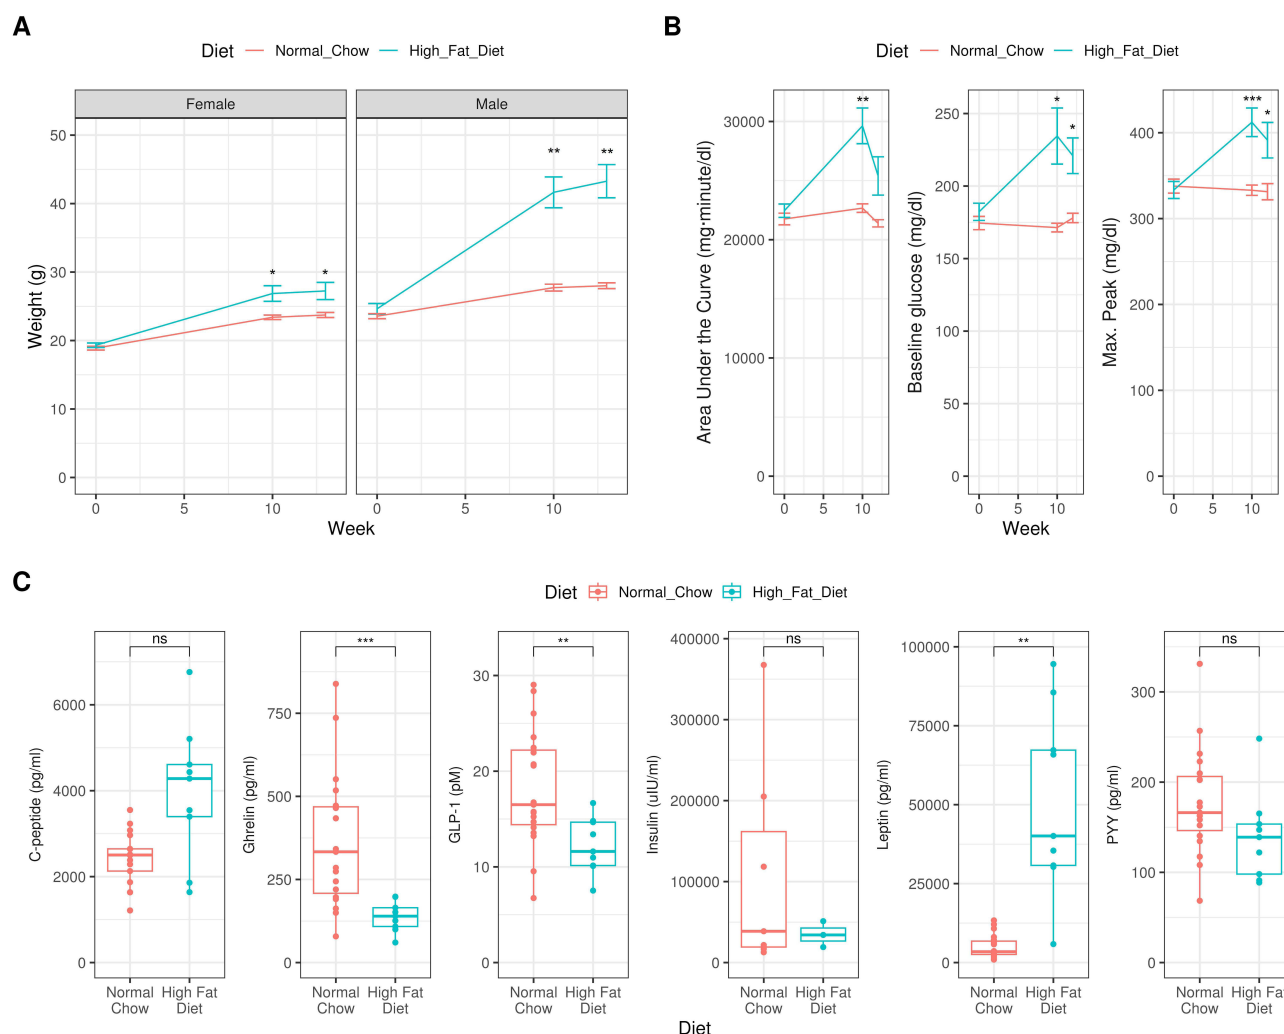 A
Diet Normal_Chow High_Fat_Diet
Female
Male
Weight (g)
50
40
30
20
10
0
* *
** **
0 5 10
0 5 10
Week
B
Diet Normal_Chow High_Fat_Diet
Area Under the Curve (mg·minute/dl)
30000
20000
10000
0
**
0 5 10
Baseline glucose (mg/dl)
250
200
150
100
50
0
*
*
0 5 10
Max. Peak (mg/dl)
400
300
200
100
0
***
*
0 5 10
Week
C
Diet Normal_Chow High_Fat_Diet
C-peptide (pg/ml)
6000
4000
2000
0
ns
Normal High Fat
Chow Diet
Ghrelin (pg/ml)
750
500
250
0
***
Normal High Fat
Chow Diet
GLP-1 (pM)
30
20
10
0
**
Normal High Fat
Chow Diet
Insulin (uIU/ml)
400000
300000
200000
100000
0
ns
Normal High Fat
Chow Diet
Leptin (pg/ml)
100000
75000
50000
25000
0
**
Normal High Fat
Chow Diet
PYY (pg/ml)
300
200
100
0
ns
Normal High Fat
Chow Diet
Diet